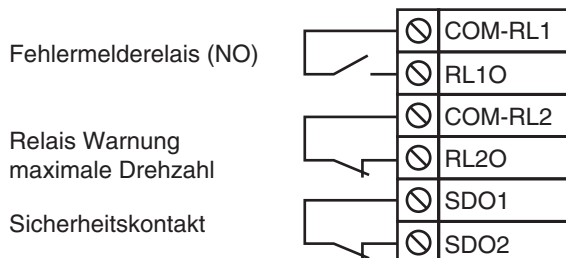 Fehlermelderelais (NO)
COM-RL1
RL1O
Relais Warnung
maximale Drehzahl
COM-RL2
RL2O
Sicherheitskontakt
SDO1
SDO2